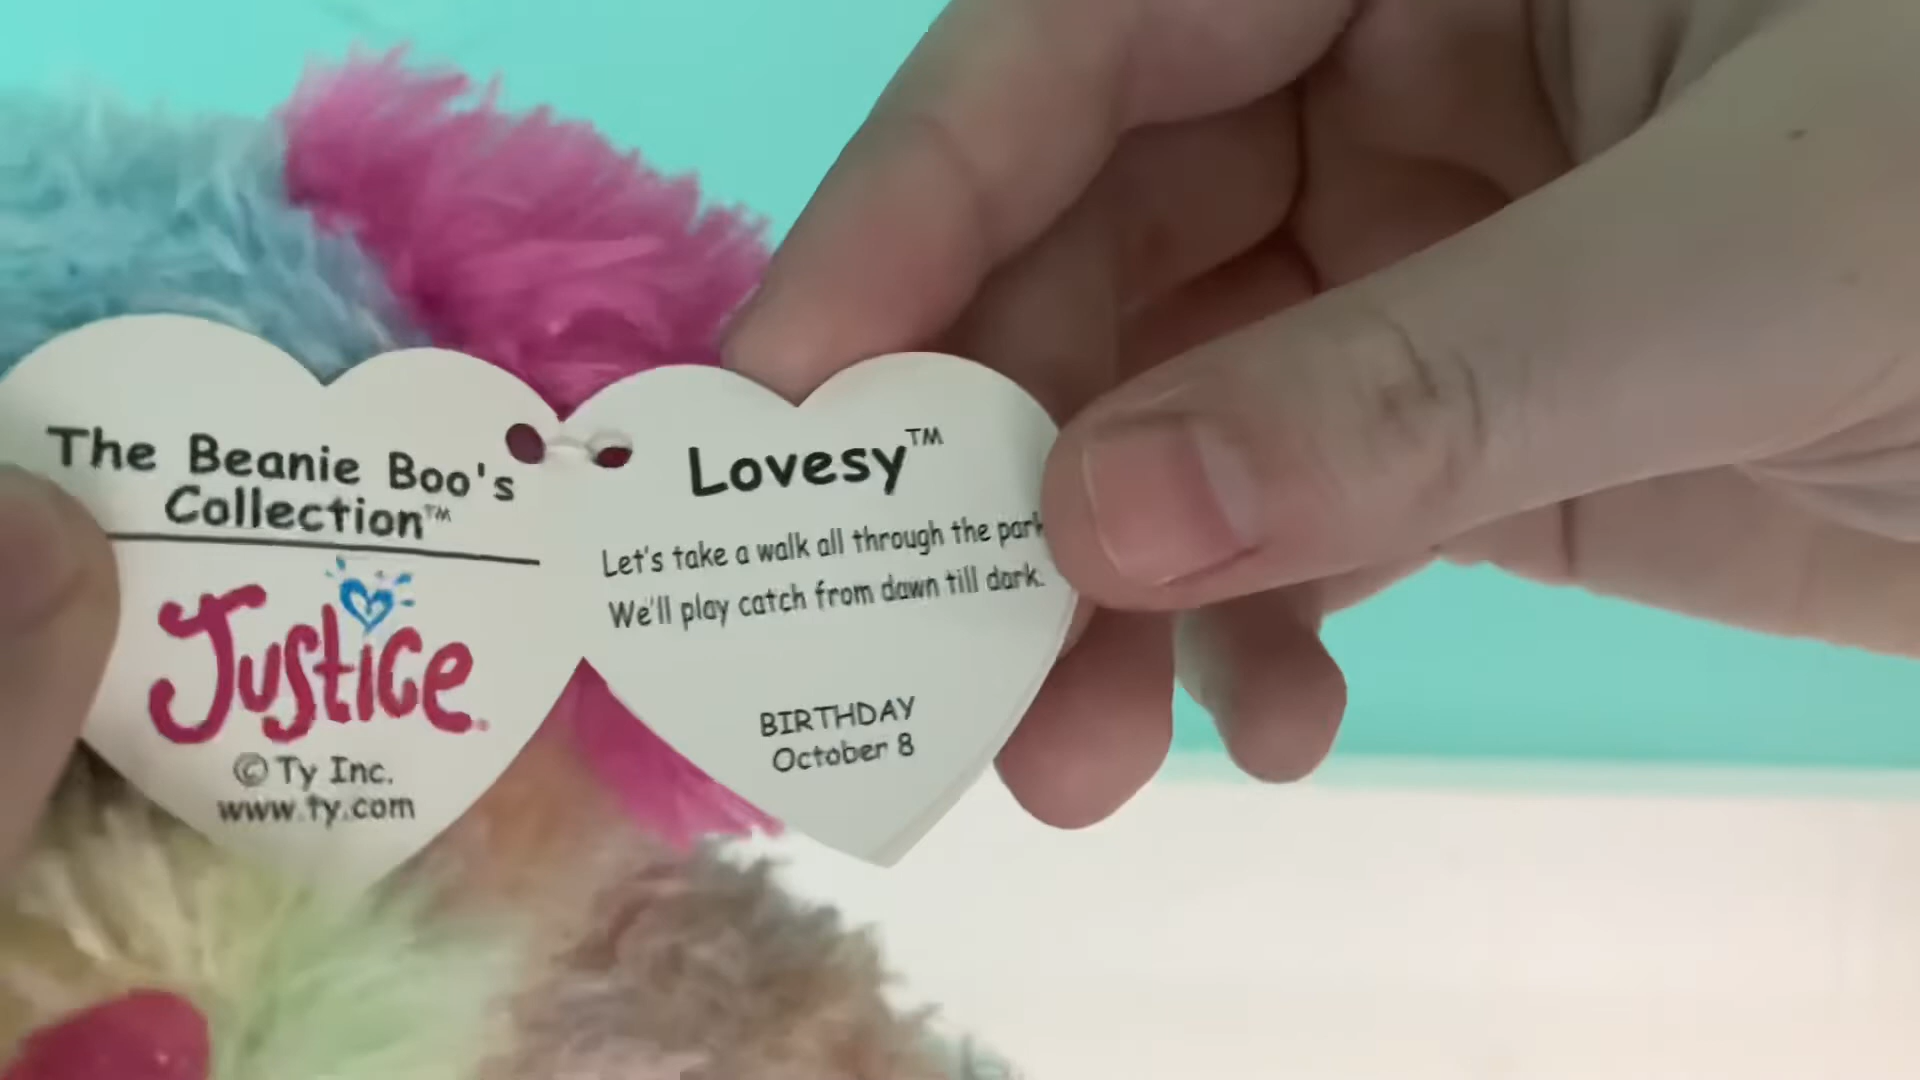 The Beanie Boo's
Collection™
Justice
© Ty Inc.
www.ty.com
Lovesy™
Let's take a walk all through the park
We'll play catch from dawn till dark.
BIRTHDAY
October 8